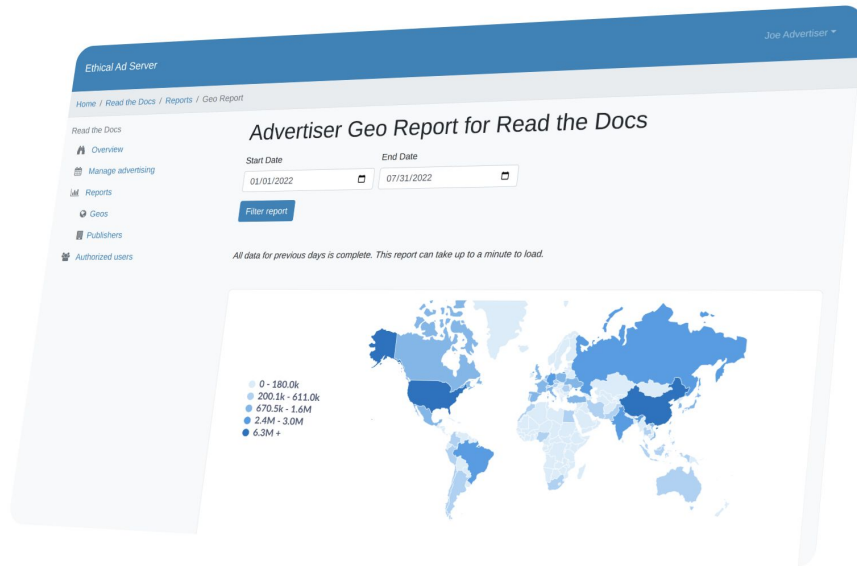 Ethical Ad Server
Joe Advertiser
Home / Read the Docs / Reports / Geo Report
Read the Docs
Overview
Manage advertising
Reports
Geos
Publishers
Authorized users
Advertiser Geo Report for Read the Docs
Start Date End Date
01/01/2022 07/31/2022
Filter report
All data for previous days is complete. This report can take up to a minute to load.
0 - 180.0k
200.1k - 611.0k
670.5k - 1.6M
2.4M - 3.0M
6.3M +